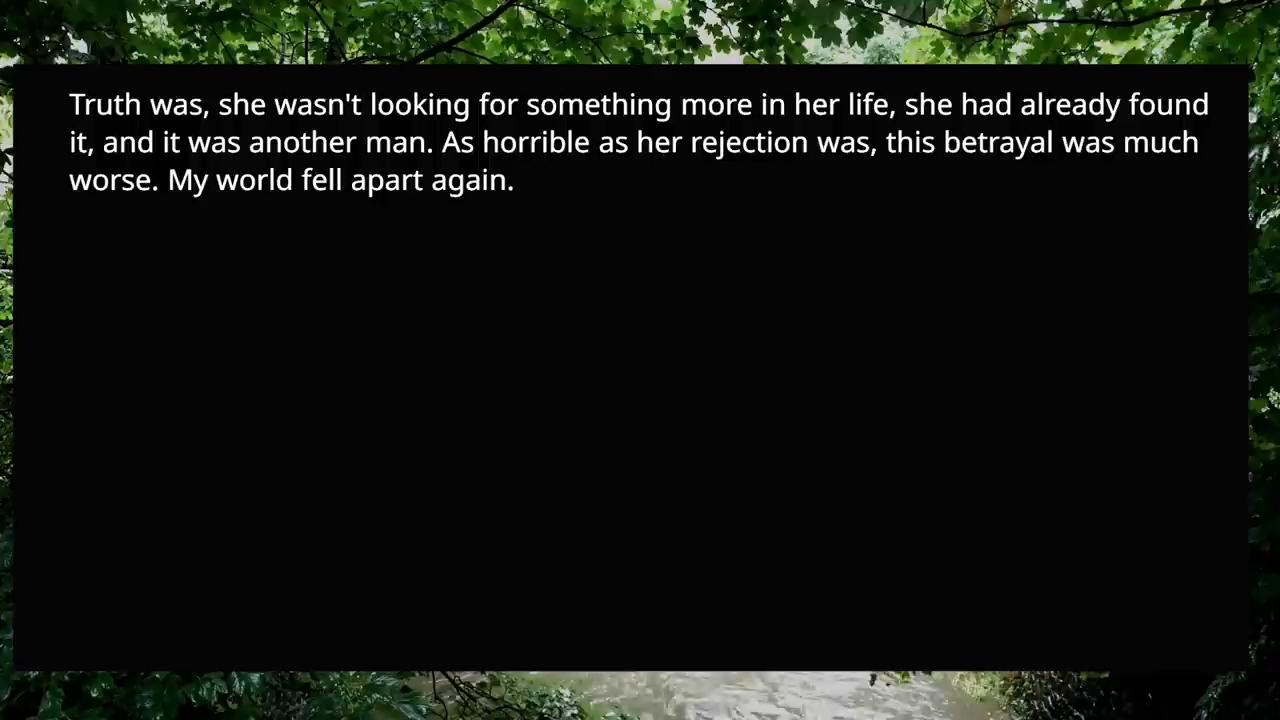 Truth was, she wasn't looking for something more in her life, she had already found
it, and it was another man. As horrible as her rejection was, this betrayal was much
worse. My world fell apart again.